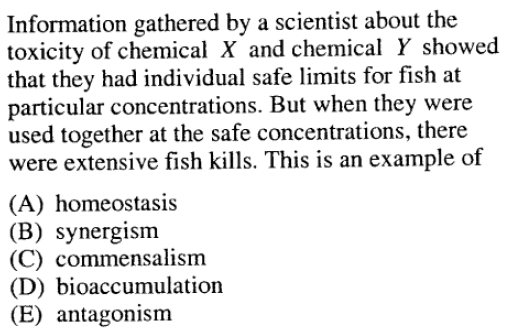 Information gathered by a scientist about the
toxicity of chemical X and chemical Y showed
that they had individual safe limits for fish at
particular concentrations. But when they were
used together at the safe concentrations, there
were extensive fish kills. This is an example of
(A) homeostasis
(B) synergism
(C) commensalism
(D) bioaccumulation
(E) antagonism